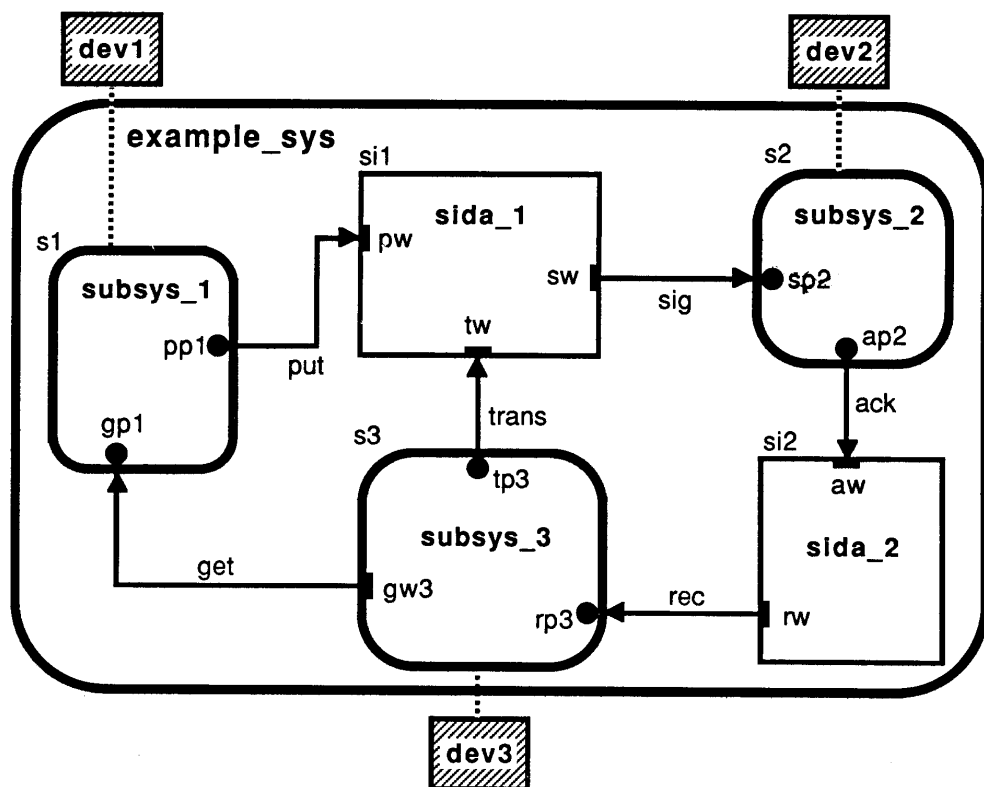 dev1
dev2
example_sys
si1
s2
sida_1
subsys_2
s1
pw
subsys_1
sw
sp2
sig
tw
pp1
put
ap2
ack
trans
gp1
s3
si2
tp3
aw
subsys_3
sida_2
get
gw3
rec
rp3
rw
dev3